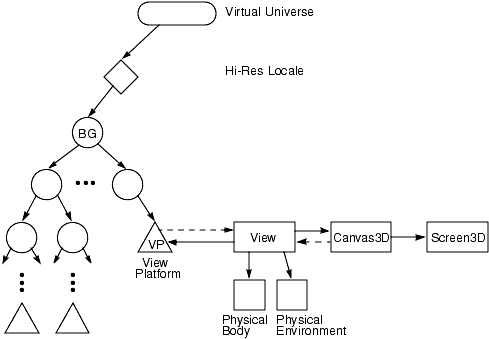 Virtual Universe
Hi-Res Locale
BG
VP
View
Platform
View
Canvas3D
Screen3D
Physical
Body
Physical
Environment